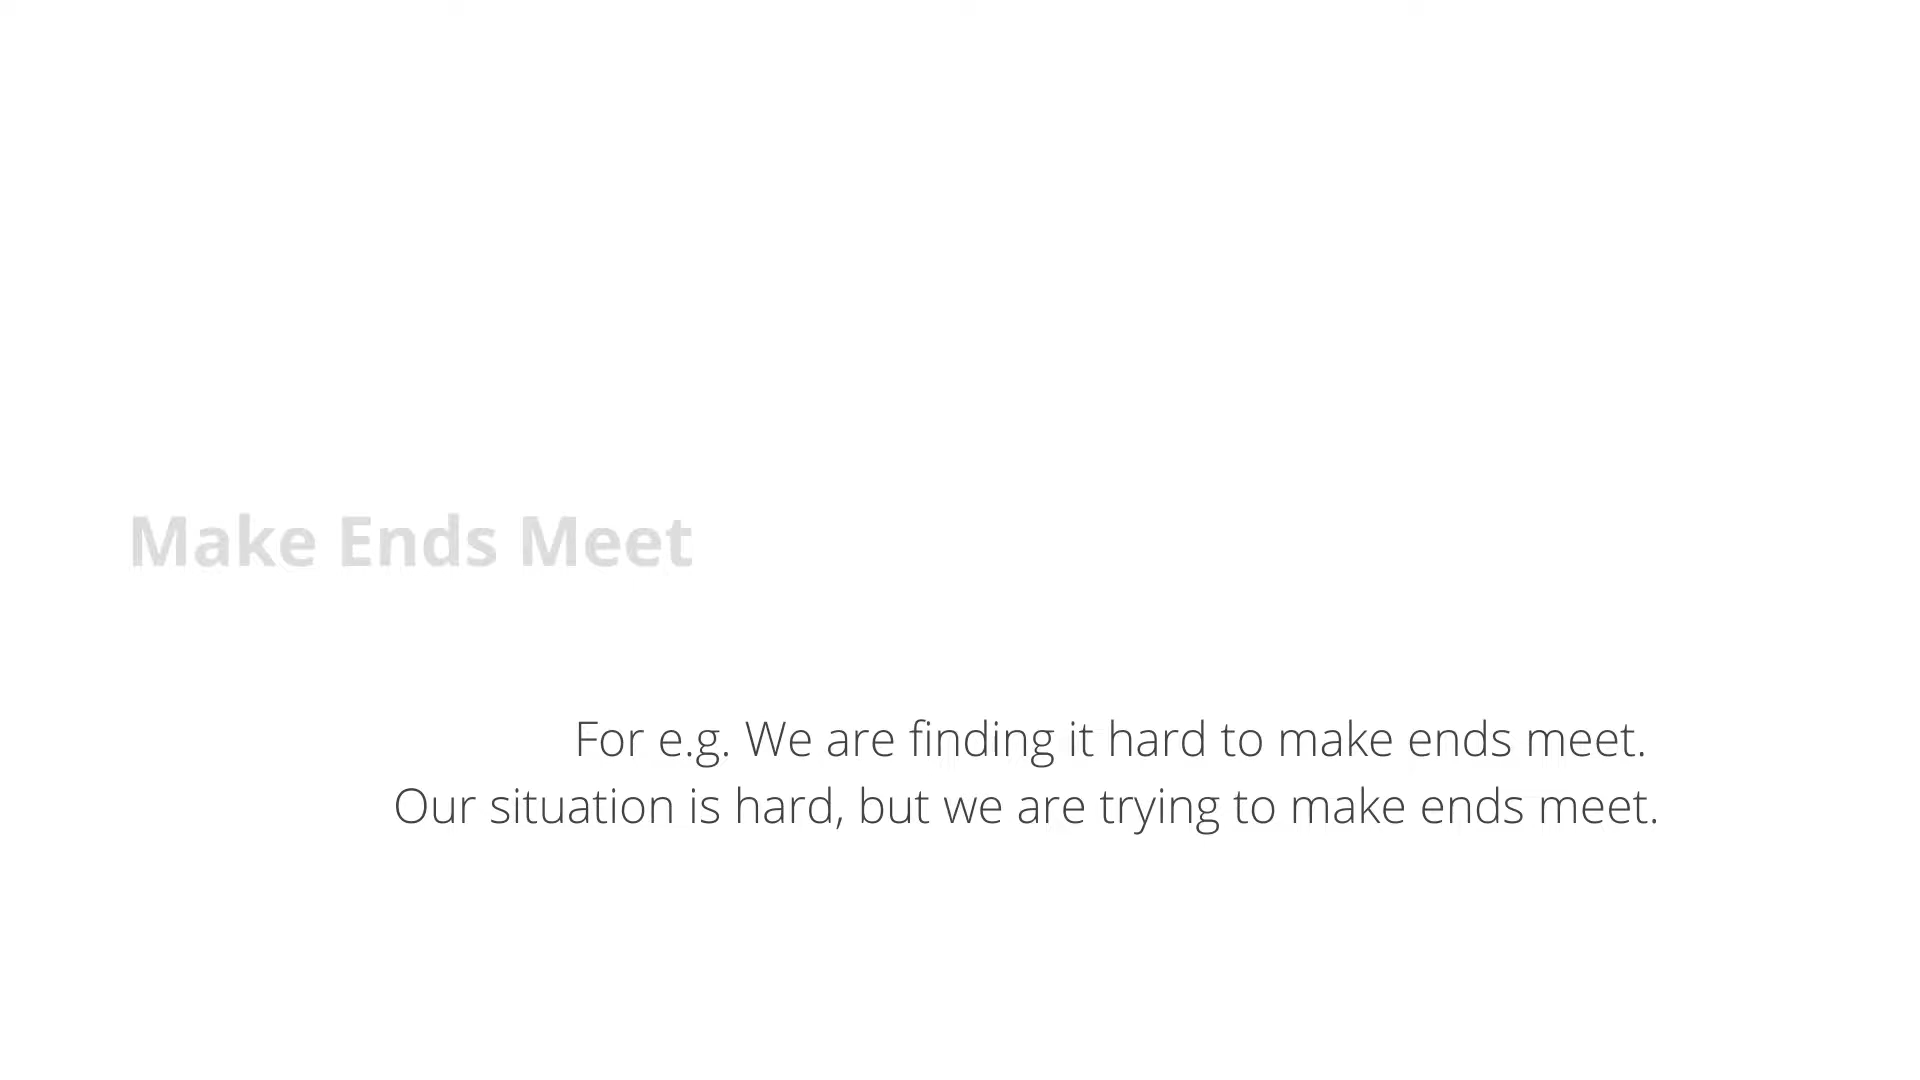 Make Ends Meet
For e.g. We are finding it hard to make ends meet.
Our situation is hard, but we are trying to make ends meet.